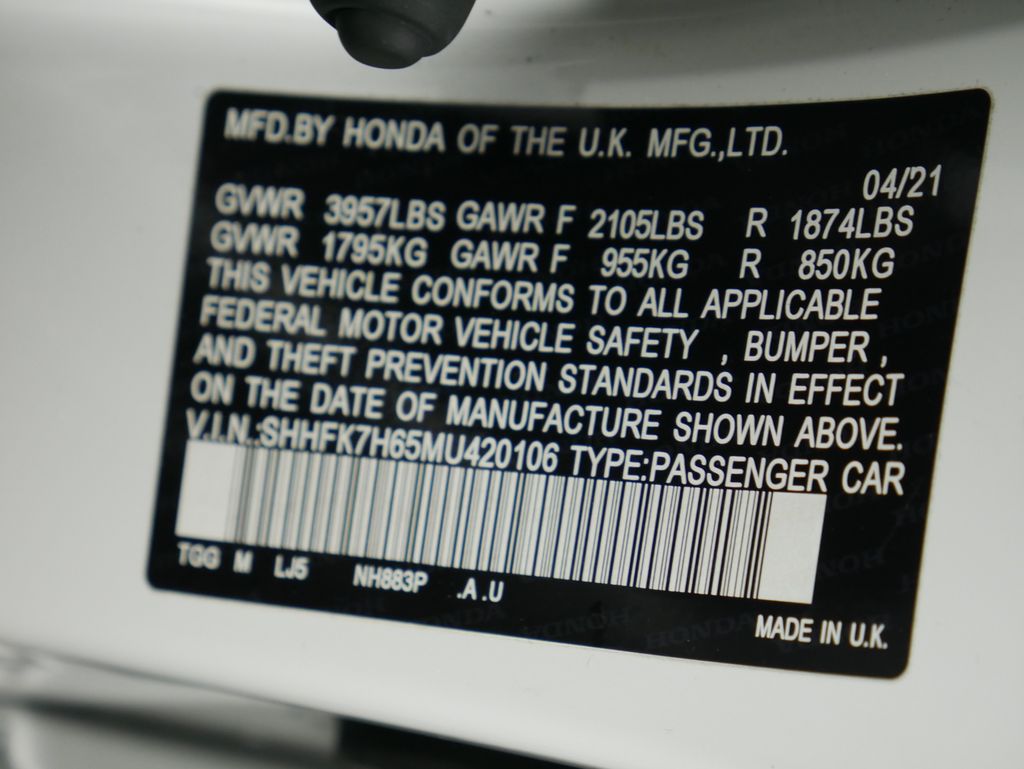 MFD.BY HONDA OF THE U.K. MFG.,LTD.
04/21
GVWR 3957LBS GAWR F 2105LBS R 1874LBS
GVWR 1795KG GAWR F 955KG R 850KG
THIS VEHICLE CONFORMS TO ALL APPLICABLE
FEDERAL MOTOR VEHICLE SAFETY , BUMPER ,
AND THEFT PREVENTION STANDARDS IN EFFECT
ON THE DATE OF MANUFACTURE SHOWN ABOVE.
V.I.N.:SHHFK7H65MU420106 TYPE:PASSENGER CAR
TGG M LJ5 NH883P .A .U
MADE IN U.K.